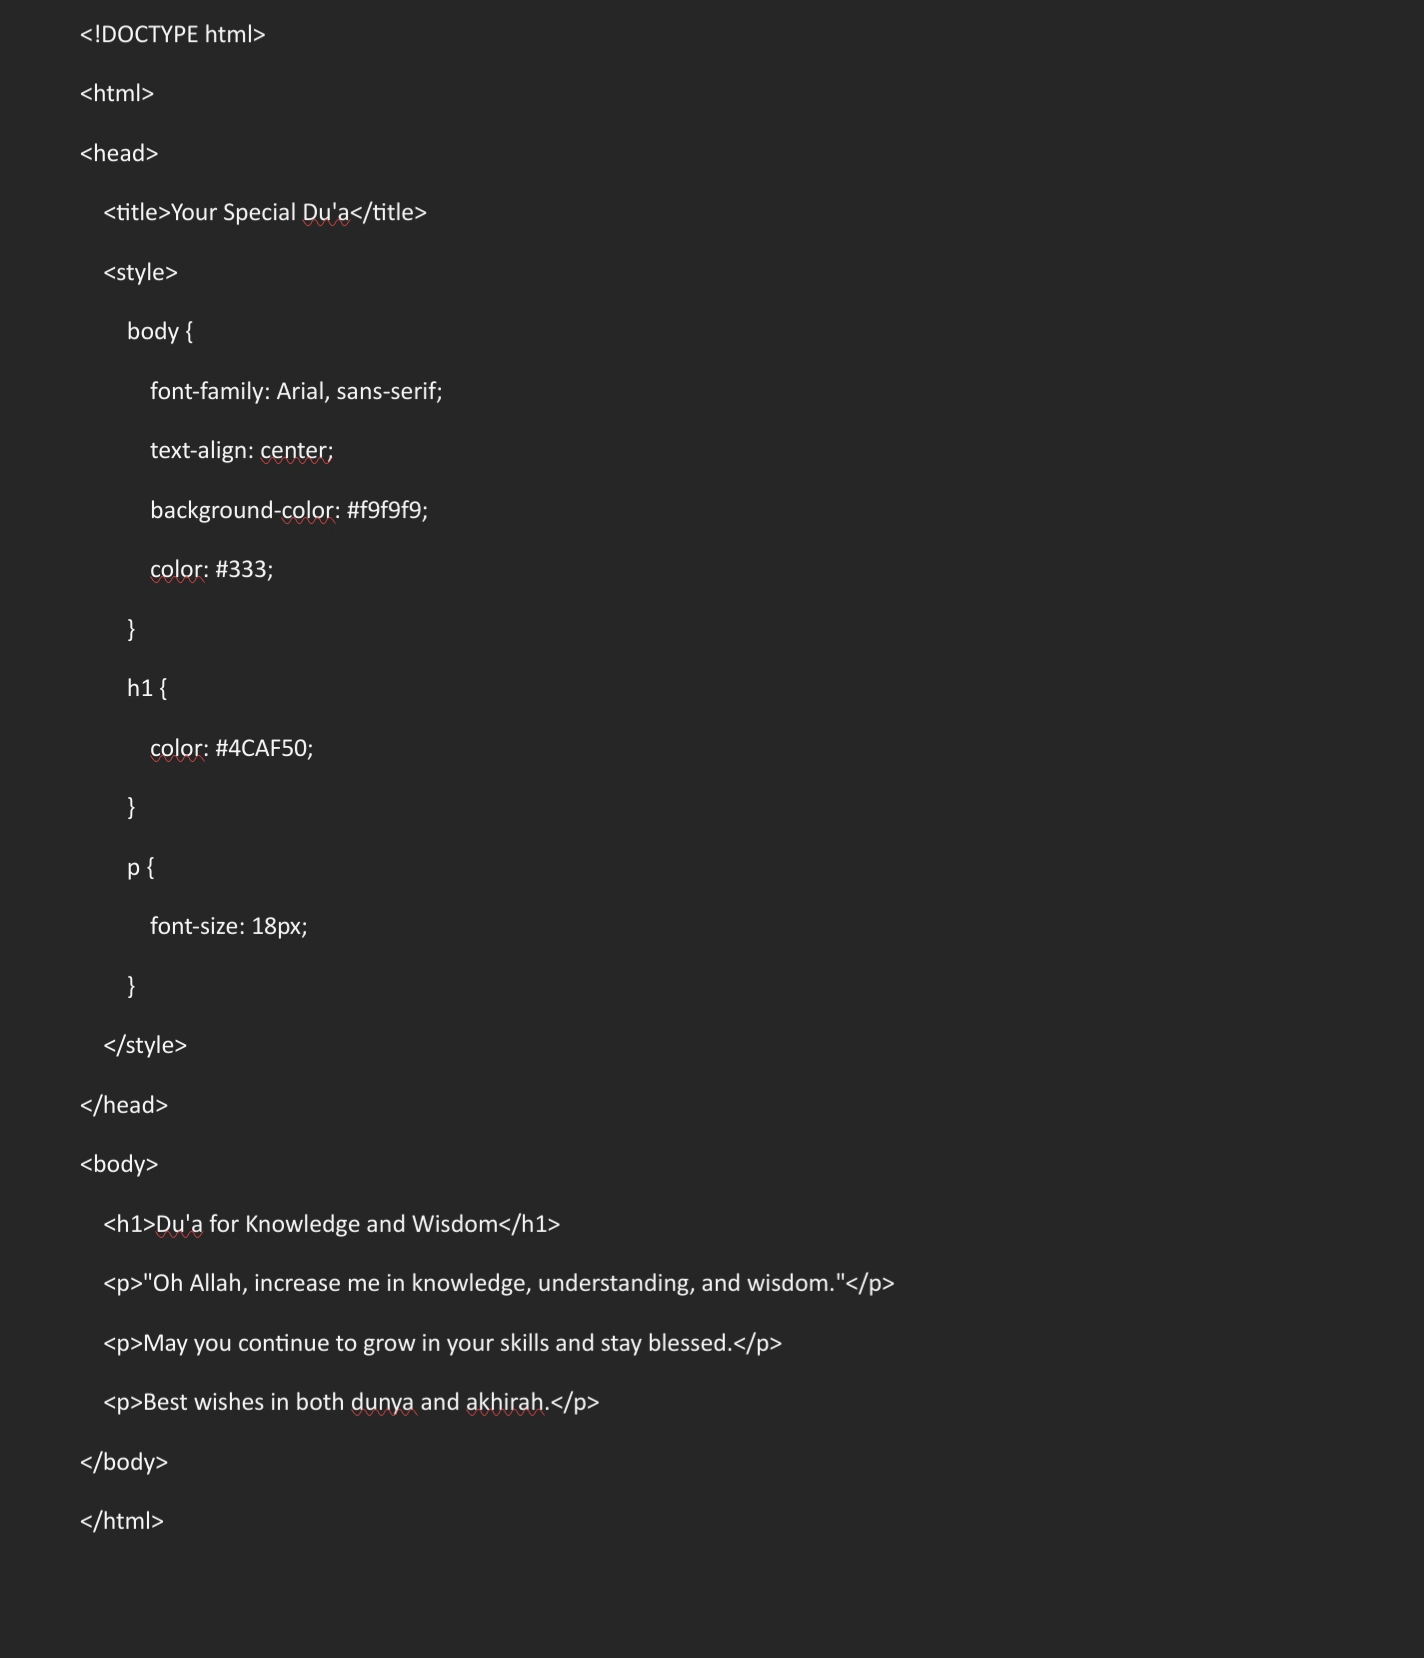 <!DOCTYPE html>
<html>
<head>
    <title>Your Special Du'a</title>
    <style>
        body {
            font-family: Arial, sans-serif;
            text-align: center;
            background-color: #f9f9f9;
            color: #333;
        }
        h1 {
            color: #4CAF50;
        }
        p {
            font-size: 18px;
        }
    </style>
</head>
<body>
    <h1>Du'a for Knowledge and Wisdom</h1>
    <p>"Oh Allah, increase me in knowledge, understanding, and wisdom."</p>
    <p>May you continue to grow in your skills and stay blessed.</p>
    <p>Best wishes in both dunya and akhirah.</p>
</body>
</html>